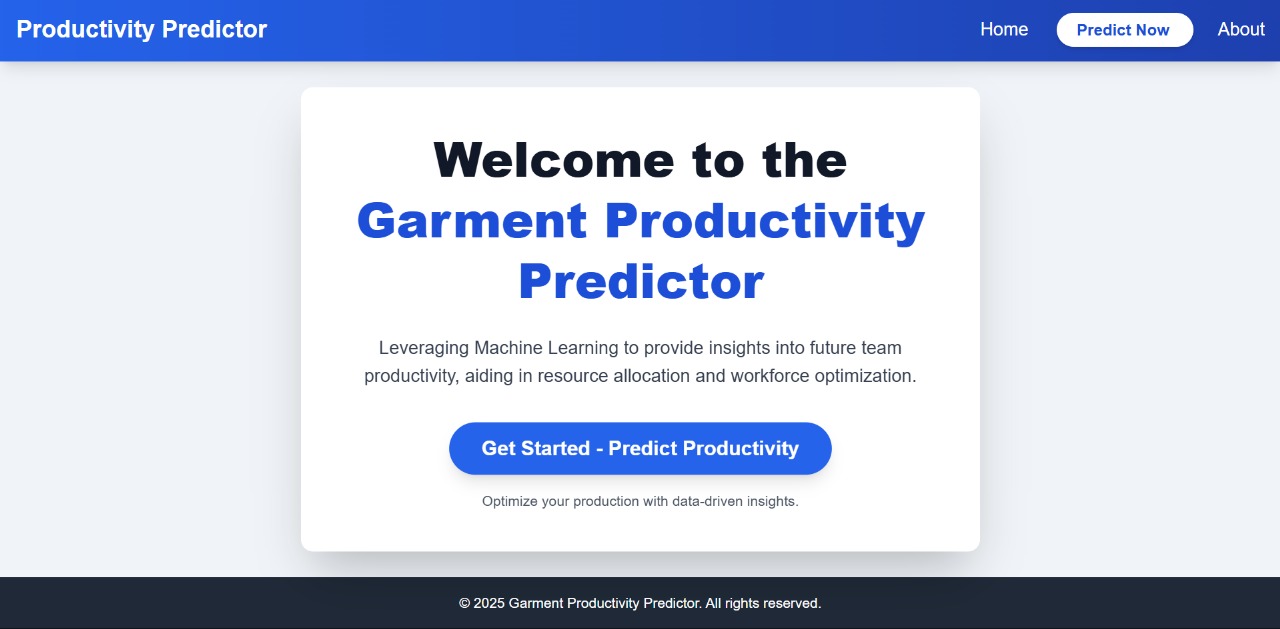 Productivity Predictor
Home
Predict Now
About
Welcome to the
Garment Productivity
Predictor
Leveraging Machine Learning to provide insights into future team
productivity, aiding in resource allocation and workforce optimization.
Get Started - Predict Productivity
Optimize your production with data-driven insights.
© 2025 Garment Productivity Predictor. All rights reserved.